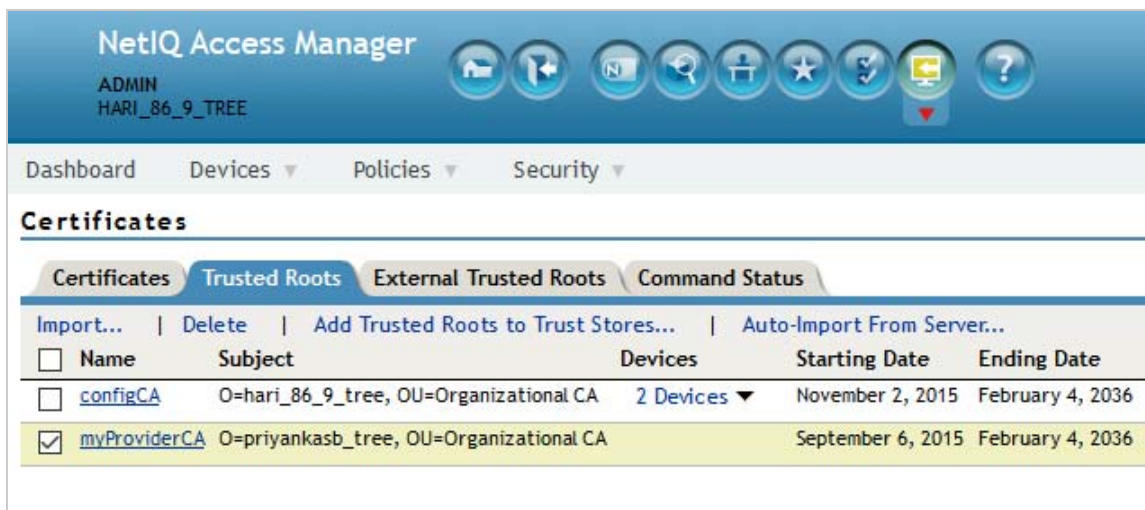 NetIQ Access Manager
ADMIN
HARI_86_9_TREE
N
?
Dashboard Devices Policies Security
Certificates
Certificates Trusted Roots External Trusted Roots Command Status
Import... | Delete | Add Trusted Roots to Trust Stores... | Auto-Import From Server...
Name Subject Devices Starting Date Ending Date
configCA O=hari_86_9_tree, OU=Organizational CA 2 Devices November 2, 2015 February 4, 2036
myProviderCA O=priyankasb_tree, OU=Organizational CA September 6, 2015 February 4, 2036